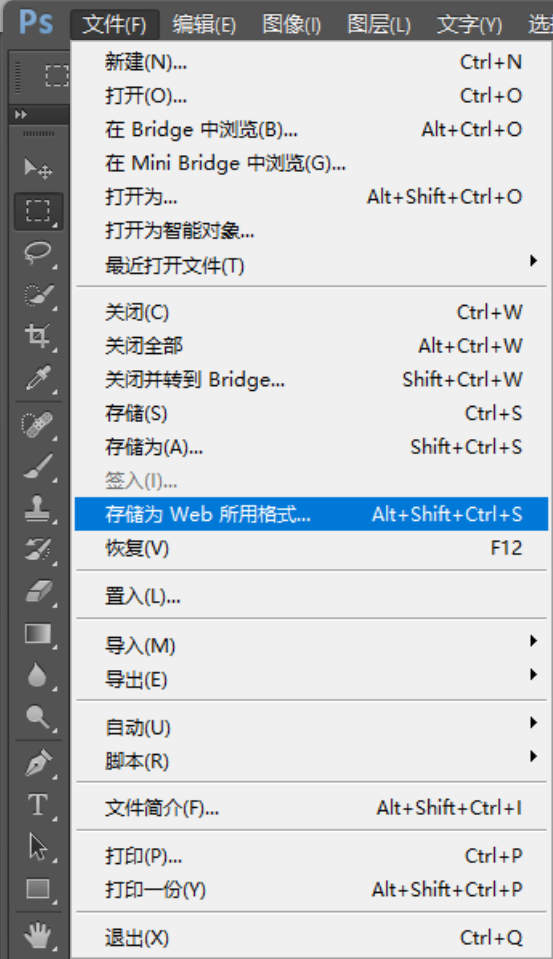 Ps 文件(F) 编辑(E) 图像(I) 图层(L) 文字(Y)
新建(N)... Ctrl+N
打开(O)... Ctrl+O
在 Bridge 中浏览(B)... Alt+Ctrl+O
在 Mini Bridge 中浏览(G)...
打开为... Alt+Shift+Ctrl+O
打开为智能对象...
最近打开文件(T)
关闭(C) Ctrl+W
关闭全部 Alt+Ctrl+W
关闭并转到 Bridge... Shift+Ctrl+W
存储(S) Ctrl+S
存储为(A)... Shift+Ctrl+S
签入(I)...
存储为 Web 所用格式... Alt+Shift+Ctrl+S
恢复(V) F12
置入(L)...
导入(M)
导出(E)
自动(U)
脚本(R)
文件简介(F)... Alt+Shift+Ctrl+I
打印(P)... Ctrl+P
打印一份(Y) Alt+Shift+Ctrl+P
退出(X) Ctrl+Q